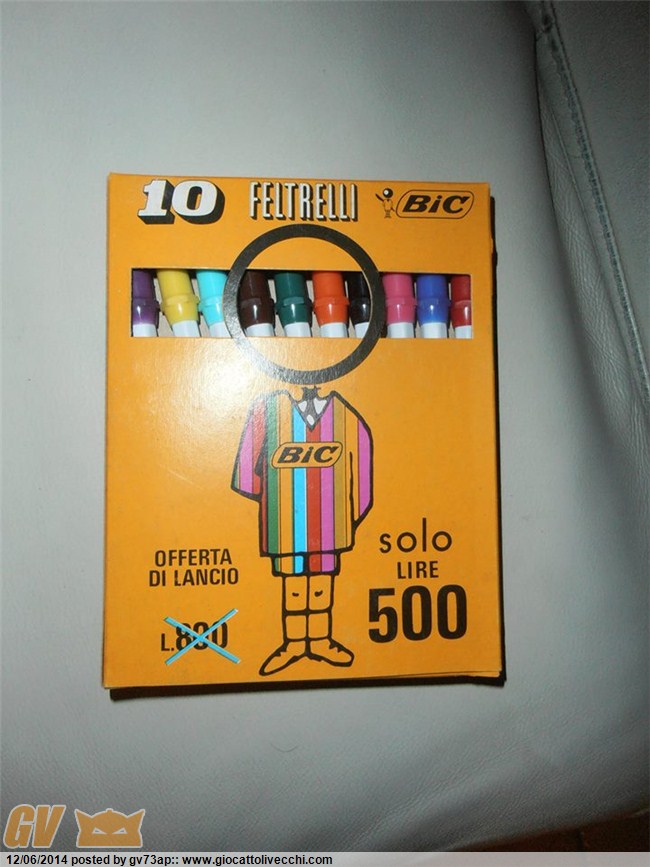 10 FELTRELLI BiC
BiC
OFFERTA
DI LANCIO
L.800
solo
LIRE
500
GV
12/06/2014 posted by gv73ap:: www.giocattolivecchi.com